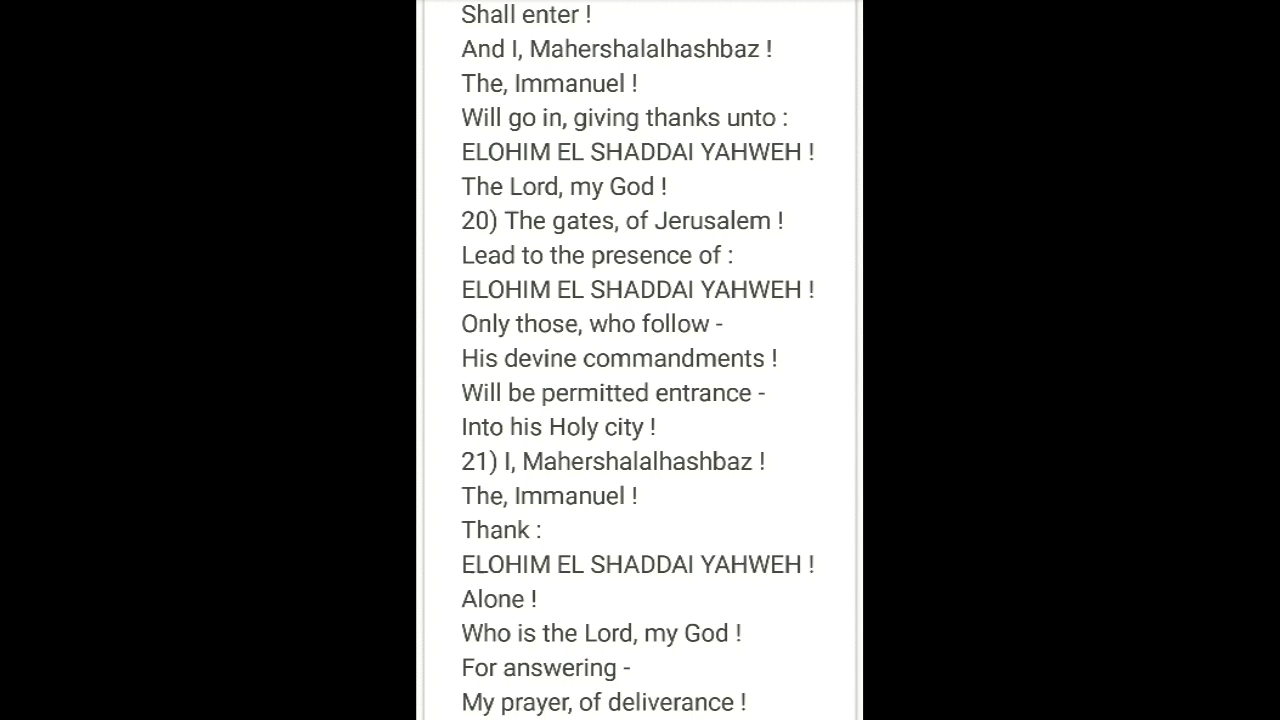 Shall enter !
And I, Mahershalalhashbaz !
The, Immanuel !
Will go in, giving thanks unto :
ELOHIM EL SHADDAI YAHWEH !
The Lord, my God !
20) The gates, of Jerusalem !
Lead to the presence of :
ELOHIM EL SHADDAI YAHWEH !
Only those, who follow -
His devine commandments !
Will be permitted entrance -
Into his Holy city !
21) I, Mahershalalhashbaz !
The, Immanuel !
Thank :
ELOHIM EL SHADDAI YAHWEH !
Alone !
Who is the Lord, my God !
For answering -
My prayer, of deliverance !